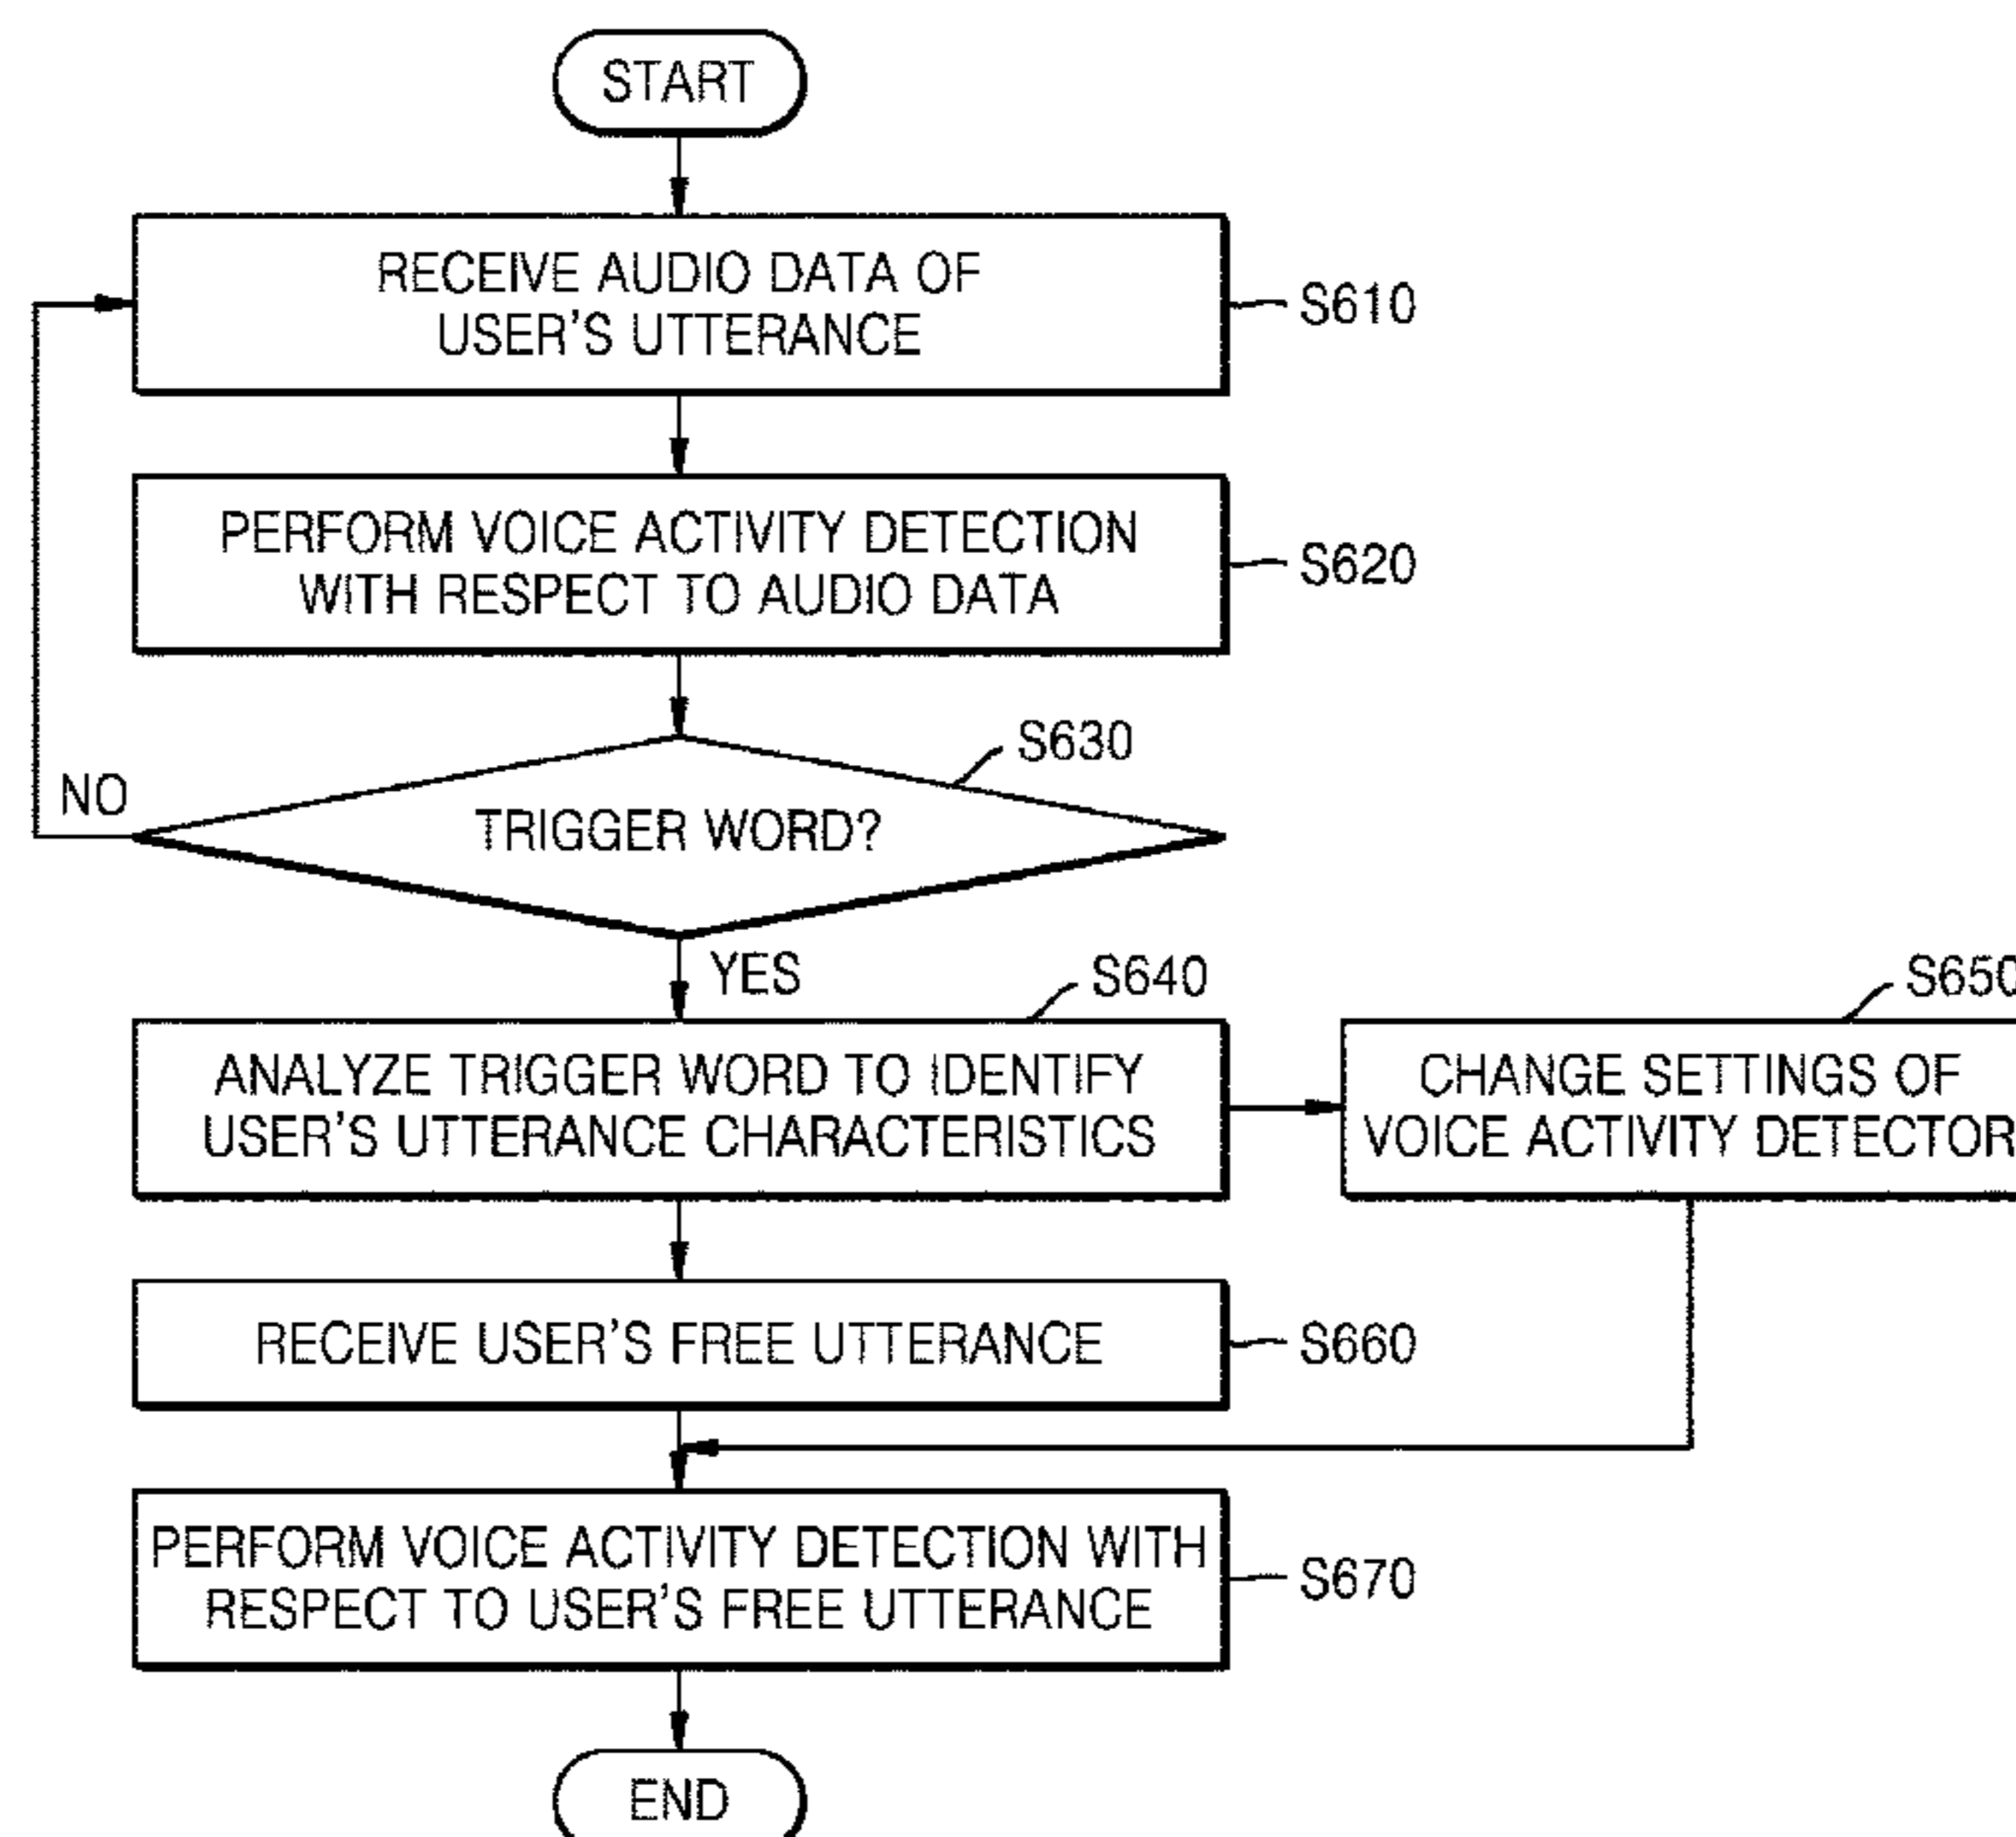 START
RECEIVE AUDIO DATA OF
USER'S UTTERANCE
S610
PERFORM VOICE ACTIVITY DETECTION
WITH RESPECT TO AUDIO DATA
S620
S630
TRIGGER WORD?
NO
YES
S640
ANALYZE TRIGGER WORD TO IDENTIFY
USER'S UTTERANCE CHARACTERISTICS
S650
CHANGE SETTINGS OF
VOICE ACTIVITY DETECTOR
RECEIVE USER'S FREE UTTERANCE
S660
PERFORM VOICE ACTIVITY DETECTION WITH
RESPECT TO USER'S FREE UTTERANCE
S670
END